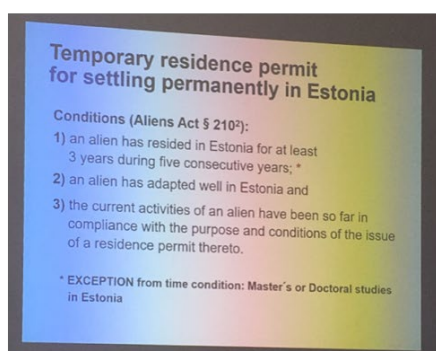 Temporary residence permit
for settling permanently in Estonia
Conditions (Aliens Act § 210²):
1) an alien has resided in Estonia for at least
3 years during five consecutive years; *
2) an alien has adapted well in Estonia and
3) the current activities of an alien have been so far in
compliance with the purpose and conditions of the issue
of a residence permit thereto.
* EXCEPTION from time condition: Master´s or Doctoral studies
in Estonia